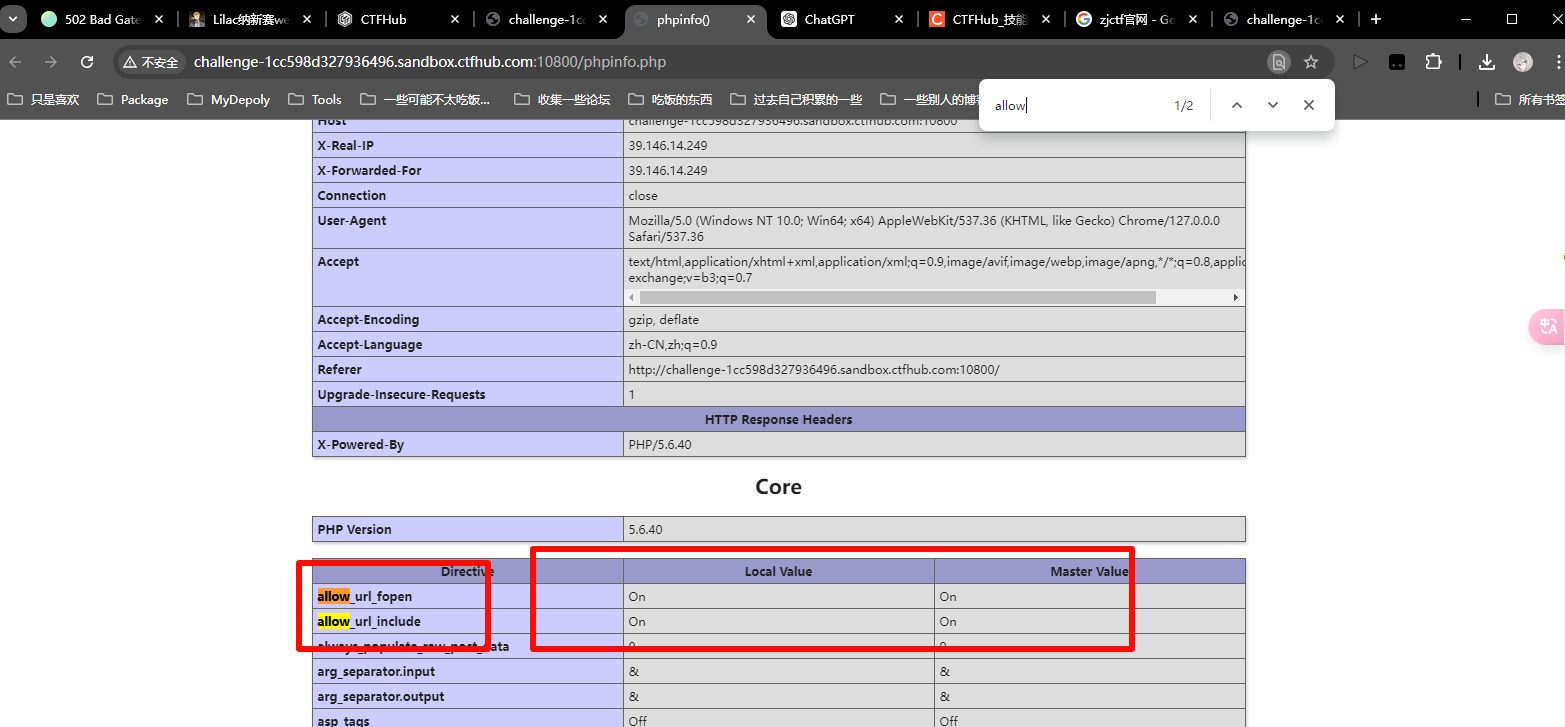 502 Bad Gate
Lilac纳新赛we
CTFHub
challenge-1cc
phpinfo()
ChatGPT
CTFHub_技能
zjctf官网 - Go
challenge-1cc
不安全
challenge-1cc598d327936496.sandbox.ctfhub.com:10800/phpinfo.php
只是喜欢
Package
MyDepoly
Tools
一些可能不太吃饭...
收集一些论坛
吃饭的东西
过去自己积累的一些
一些别人的博客
所有书签
allow
1/2
Host challenge-1cc598d327936496.sandbox.ctfhub.com:10800
X-Real-IP 39.146.14.249
X-Forwarded-For 39.146.14.249
Connection close
User-Agent Mozilla/5.0 (Windows NT 10.0; Win64; x64) AppleWebKit/537.36 (KHTML, like Gecko) Chrome/127.0.0.0
Safari/537.36
Accept text/html,application/xhtml+xml,application/xml;q=0.9,image/avif,image/webp,image/apng,*/*;q=0.8,applic
exchange;v=b3;q=0.7
Accept-Encoding gzip, deflate
Accept-Language zh-CN,zh;q=0.9
Referer http://challenge-1cc598d327936496.sandbox.ctfhub.com:10800/
Upgrade-Insecure-Requests 1
HTTP Response Headers
X-Powered-By PHP/5.6.40
Core
PHP Version 5.6.40
Directive Local Value Master Value
allow_url_fopen On On
allow_url_include On On
always_populate_raw_post_data 0 0
arg_separator.input & &
arg_separator.output & &
asp_tags Off Off